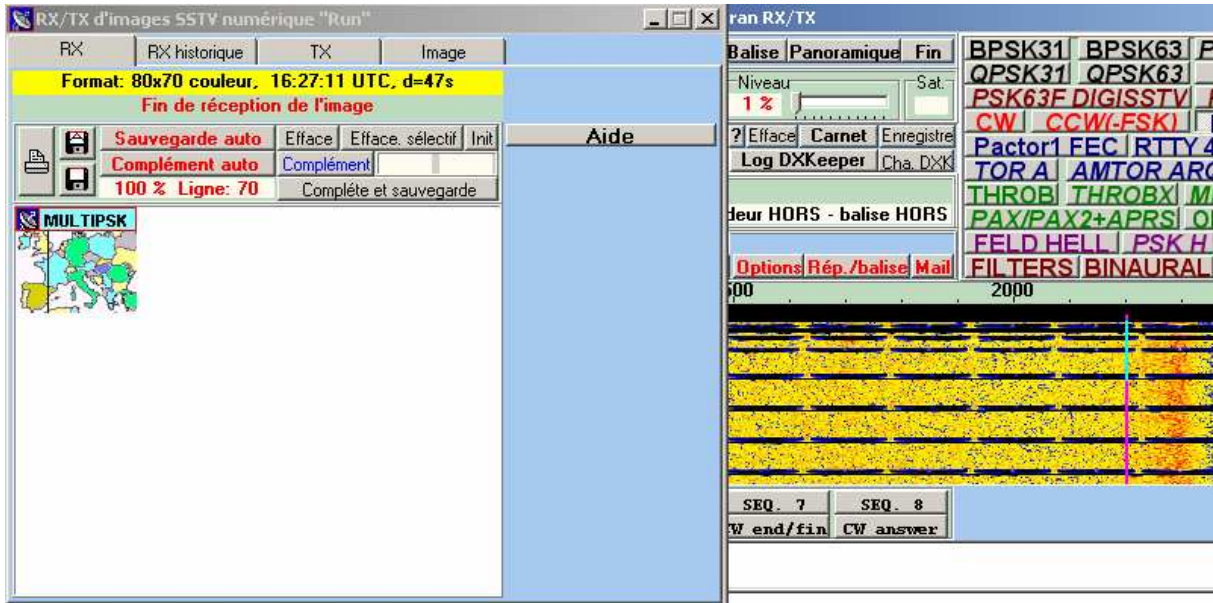 RX/TX d'images SSTV numérique "Run"
RX RX historique TX Image
Format: 80x70 couleur, 16:27:11 UTC, d=47s
Fin de réception de l'image
Sauvegarde auto Efface Efface. sélectif Init
Complément auto Complément
100 % Ligne: 70 Compléte et sauvegarde
Aide
MULTIPSK
ran RX/TX
Balise Panoramique Fin
Niveau Sat.
1 %
? Efface Carnet Enregistre
Log DXKeeper Cha. DXK
deur HORS - balise HORS
Options Rép./balise Mail
BPSK31 BPSK63 P
QPSK31 QPSK63
PSK63F DIGISSTV
CW CCW(-FSK)
Pactor1 FEC RTTY 4
TOR A AMTOR ARQ
THROB THROBX M
PAX/PAX2+APRS
FELD HELL PSK H
FILTERS BINAURAL
500 2000
SEQ. 7 SEQ. 8
CW end/fin CW answer